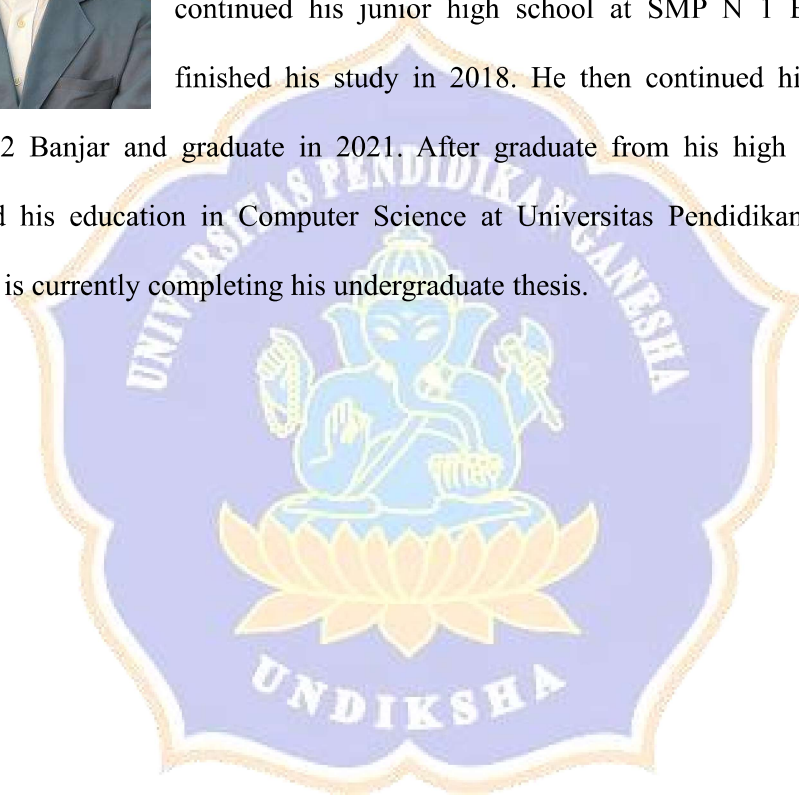 continued his junior high school at SMP N 1
finished his study in 2018. He then continued
2 Banjar and graduate in 2021. After graduate from his high
his education in Computer Science at Universitas Pendidikan
is currently completing his undergraduate thesis.
UNIVERSITAS PENDIDIKAN GANESHA
UNDIKSHA